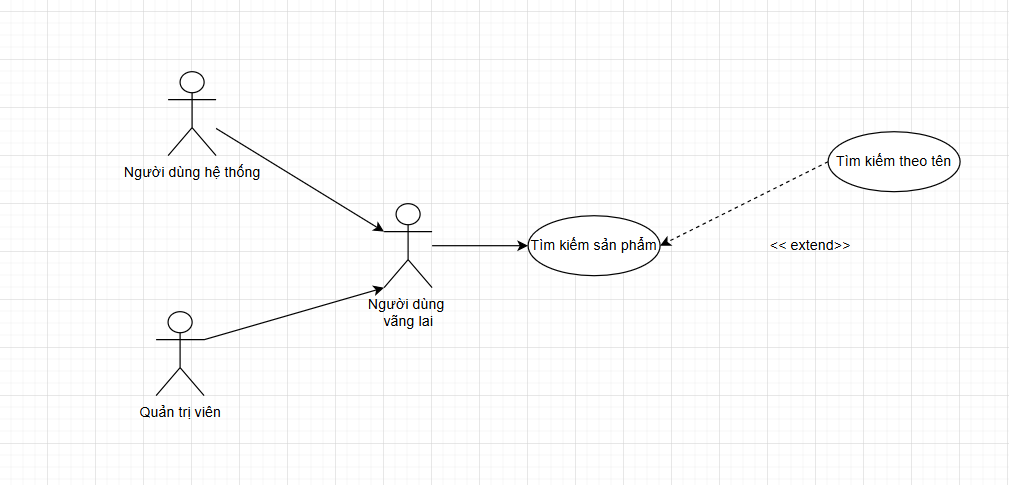 Người dùng hệ thống
Tìm kiếm theo tên
Tìm kiếm sản phẩm
<< extend>>
Người dùng
vãng lai
Quản trị viên